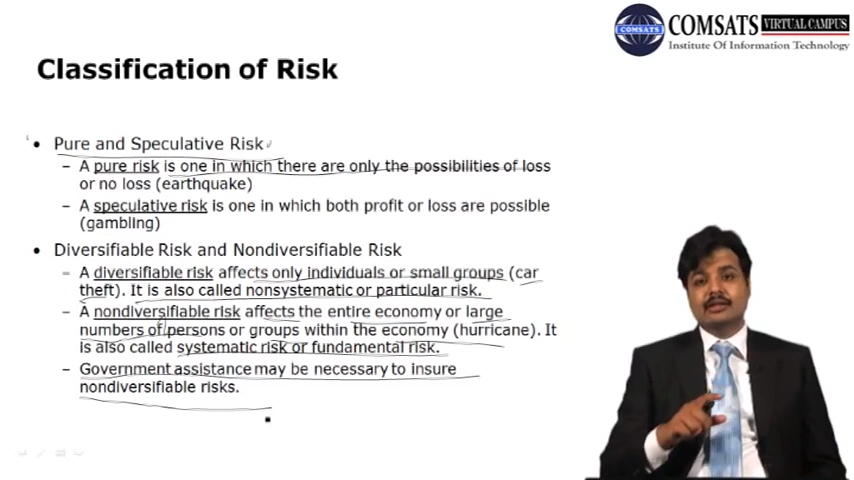 COMSATS VIRTUAL CAMPUS
COMSATS
Institute Of Information Technology
Classification of Risk
• Pure and Speculative Risk
– A pure risk is one in which there are only the possibilities of loss
or no loss (earthquake)
– A speculative risk is one in which both profit or loss are possible
(gambling)
• Diversifiable Risk and Nondiversifiable Risk
– A diversifiable risk affects only individuals or small groups (car
theft). It is also called nonsystematic or particular risk.
– A nondiversifiable risk affects the entire economy or large
numbers of persons or groups within the economy (hurricane). It
is also called systematic risk or fundamental risk.
– Government assistance may be necessary to insure
nondiversifiable risks.